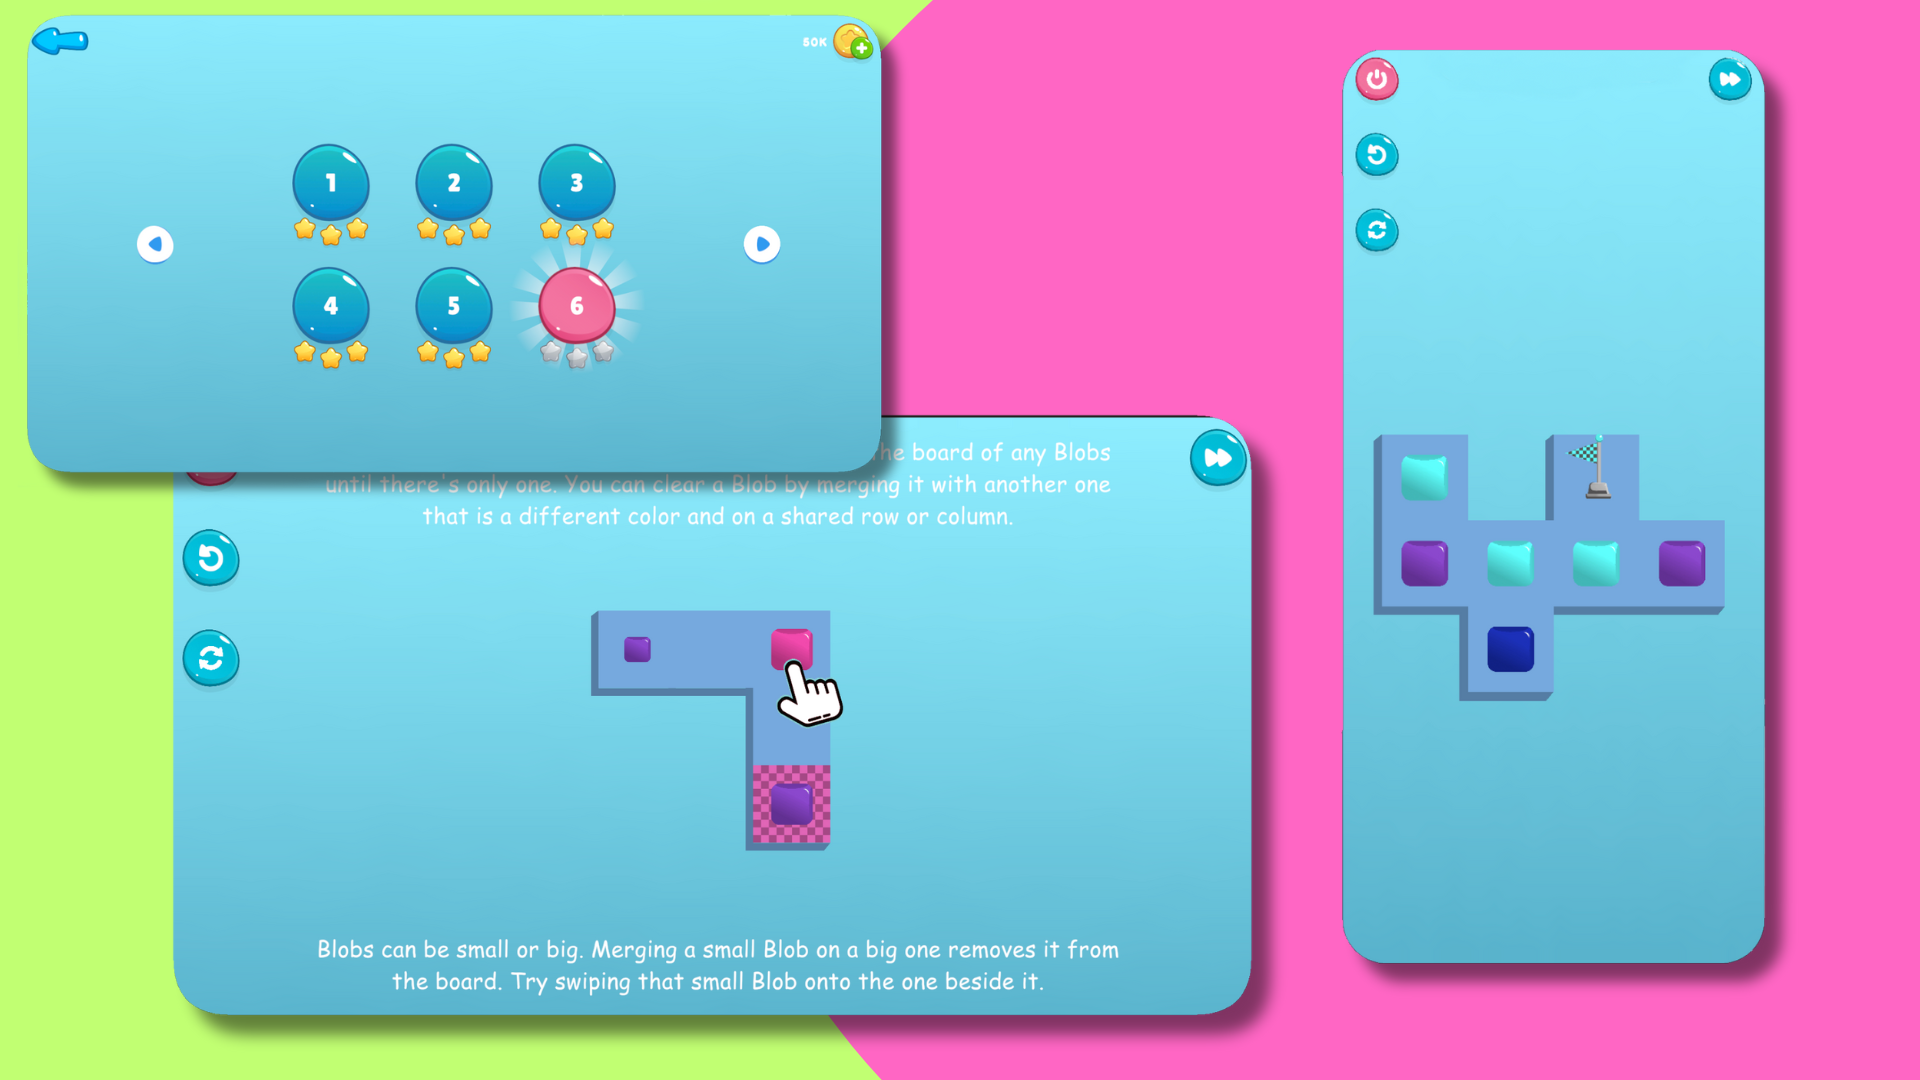 50K
1
2
3
4
5
6
he board of any Blobs
until there's only one. You can clear a Blob by merging it with another one
that is a different color and on a shared row or column.
Blobs can be small or big. Merging a small Blob on a big one removes it from
the board. Try swiping that small Blob onto the one beside it.